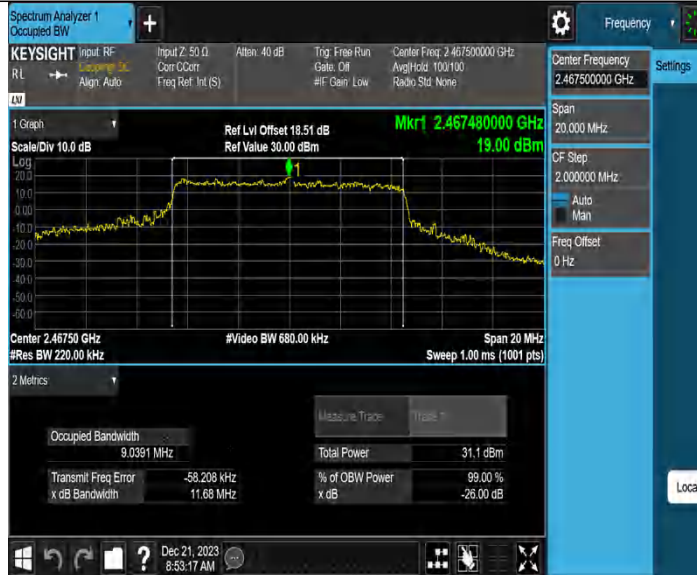 Spectrum Analyzer 1
Occupied BW
+
Frequency
KEYSIGHT
RL
Input: RF
Coupling: DC
Align: Auto
Input Z: 50 Ω
Corr CCorr
Freq Ref: Int (S)
Atten: 40 dB
Trig: Free Run
Gate: Off
#IF Gain: Low
Center Freq: 2.467500000 GHz
Avg|Hold: 100/100
Radio Std: None
Center Frequency
2.467500000 GHz
Settings
Span
20.000 MHz
CF Step
2.000000 MHz
Auto
Man
Freq Offset
0 Hz
1 Graph
Scale/Div 10.0 dB
Ref Lvl Offset 18.51 dB
Ref Value 30.00 dBm
Mkr1 2.467480000 GHz
19.00 dBm
Log
20.0
10.0
0.00
-10.0
-20.0
-30.0
-40.0
-50.0
-60.0
1
Center 2.46750 GHz
#Res BW 220.00 kHz
#Video BW 680.00 kHz
Span 20 MHz
Sweep 1.00 ms (1001 pts)
2 Metrics
Measure Trace
Trace 1
Occupied Bandwidth
9.0391 MHz
Total Power
31.1 dBm
Transmit Freq Error
-58.208 kHz
% of OBW Power
99.00 %
x dB Bandwidth
11.68 MHz
x dB
-26.00 dB
Loca
?
Dec 21, 2023
8:53:17 AM